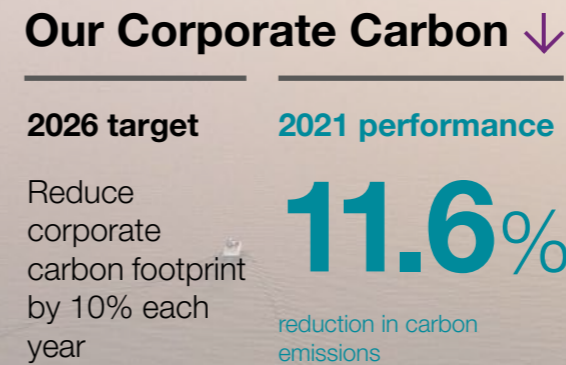 Our Corporate Carbon ↓
2026 target
Reduce
corporate
carbon footprint
by 10% each
year
2021 performance
11.6%
reduction in carbon
emissions